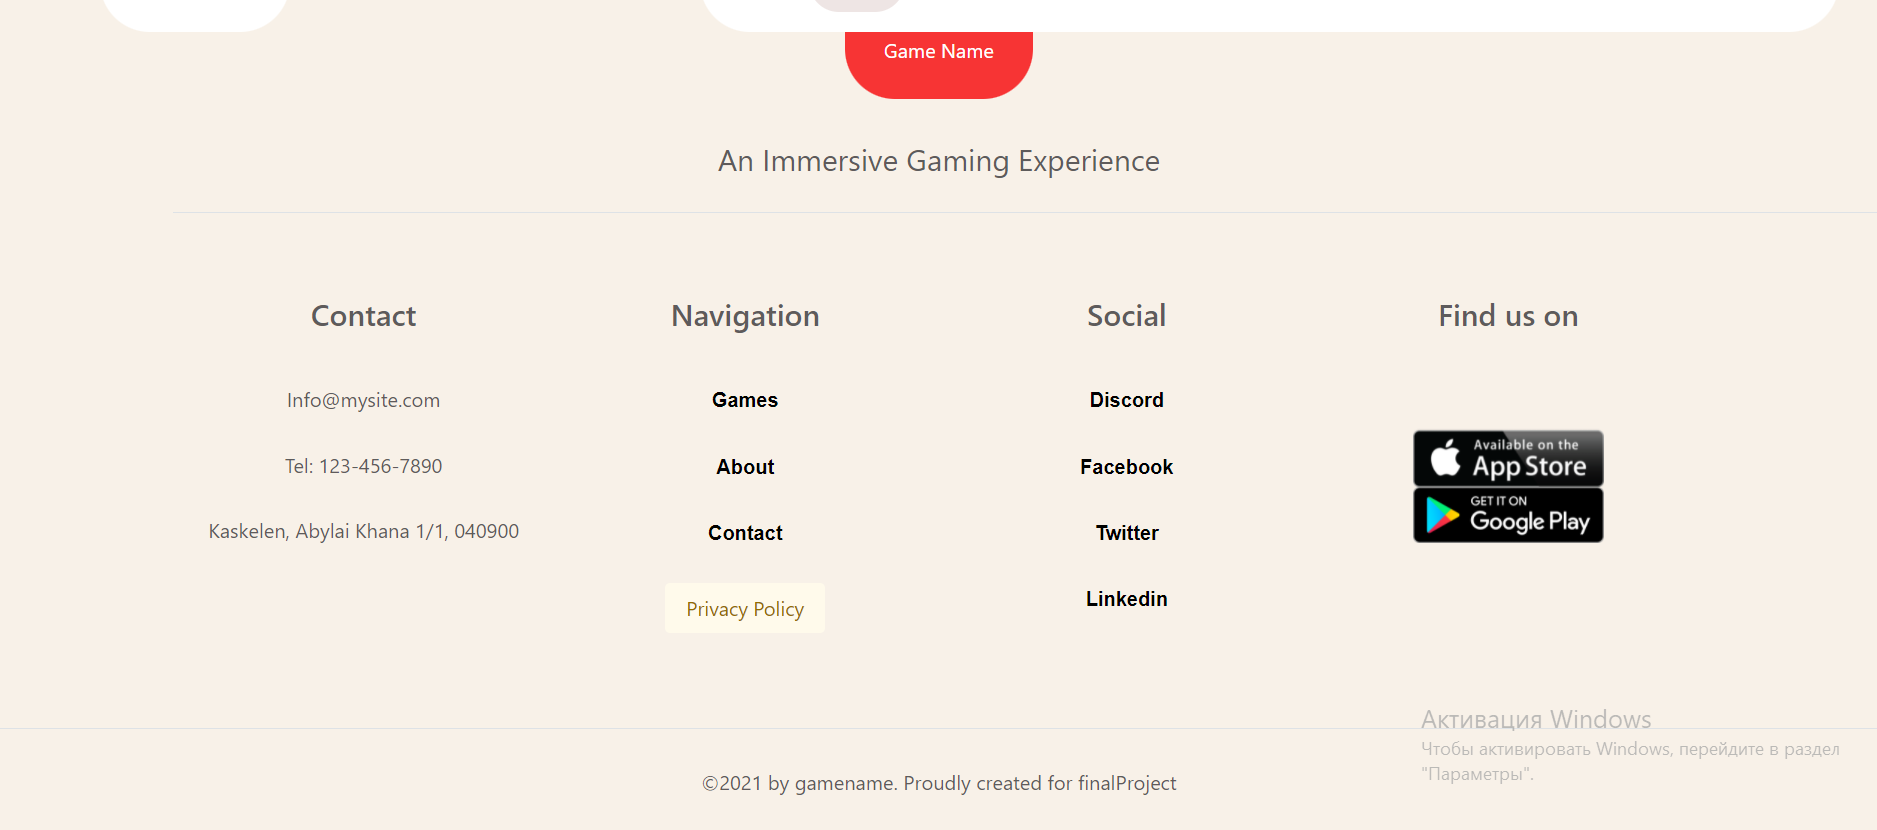 Game Name
An Immersive Gaming Experience
Contact
Info@mysite.com
Tel: 123-456-7890
Kaskelen, Abylai Khana 1/1, 040900
Navigation
Games
About
Contact
Privacy Policy
Social
Discord
Facebook
Twitter
Linkedin
Find us on
Available on the
App Store
GET IT ON
Google Play
Активация Windows
Чтобы активировать Windows, перейдите в раздел
"Параметры".
©2021 by gamename. Proudly created for finalProject